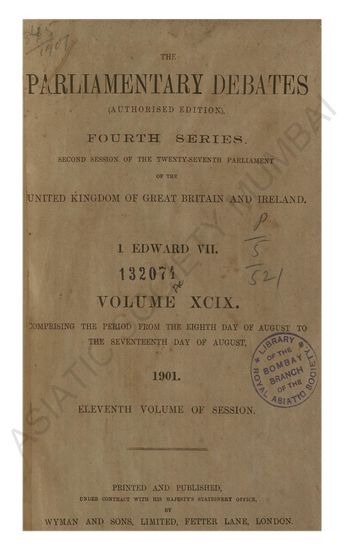 485
1907
THE
PARLIAMENTARY DEBATES
(AUTHORISED EDITION),
FOURTH SERIES.
SECOND SESSION OF THE TWENTY-SEVENTH PARLIAMENT
OF THE
UNITED KINGDOM OF GREAT BRITAIN AND IRELAND,
1 EDWARD VII.
P
5
521
132071
VOLUME XCIX.
COMPRISING THE PERIOD FROM THE EIGHTH DAY OF AUGUST TO
THE SEVENTEENTH DAY OF AUGUST,
1901.
LIBRARY
OF THE
BOMBAY
BRANCH
OF THE
ROYAL ASIATIC SOCIETY
ELEVENTH VOLUME OF SESSION.
PRINTED AND PUBLISHED,
UNDER CONTRACT WITH HIS MAJESTY'S STATIONERY OFFICE,
BY
WYMAN AND SONS, LIMITED, FETTER LANE, LONDON.
ASIATIC SOCIETY MUMBAI